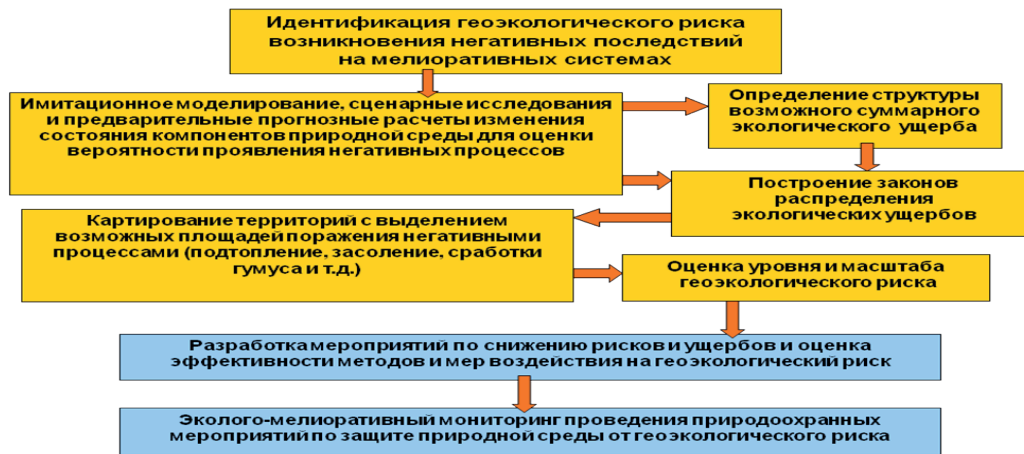 Идентификация геоэкологического риска
возникновения негативных последствий
на мелиоративных системах
Имитационное моделирование, сценарные исследования
и предварительные прогнозные расчеты изменения
состояния компонентов природной среды для оценки
вероятности проявления негативных процессов
Определение структуры
возможного суммарного
экологического ущерба
Построение законов
распределения
экологических ущербов
Картирование территорий с выделением
возможных площадей поражения негативными
процессами (подтопление, засоление, сработки
гумуса и т.д.)
Оценка уровня и масштаба
геоэкологического риска
Разработка мероприятий по снижению рисков и ущербов и оценка
эффективности методов и мер воздействия на геоэкологический риск
Эколого-мелиоративный мониторинг проведения природоохранных
мероприятий по защите природной среды от геоэкологического риска